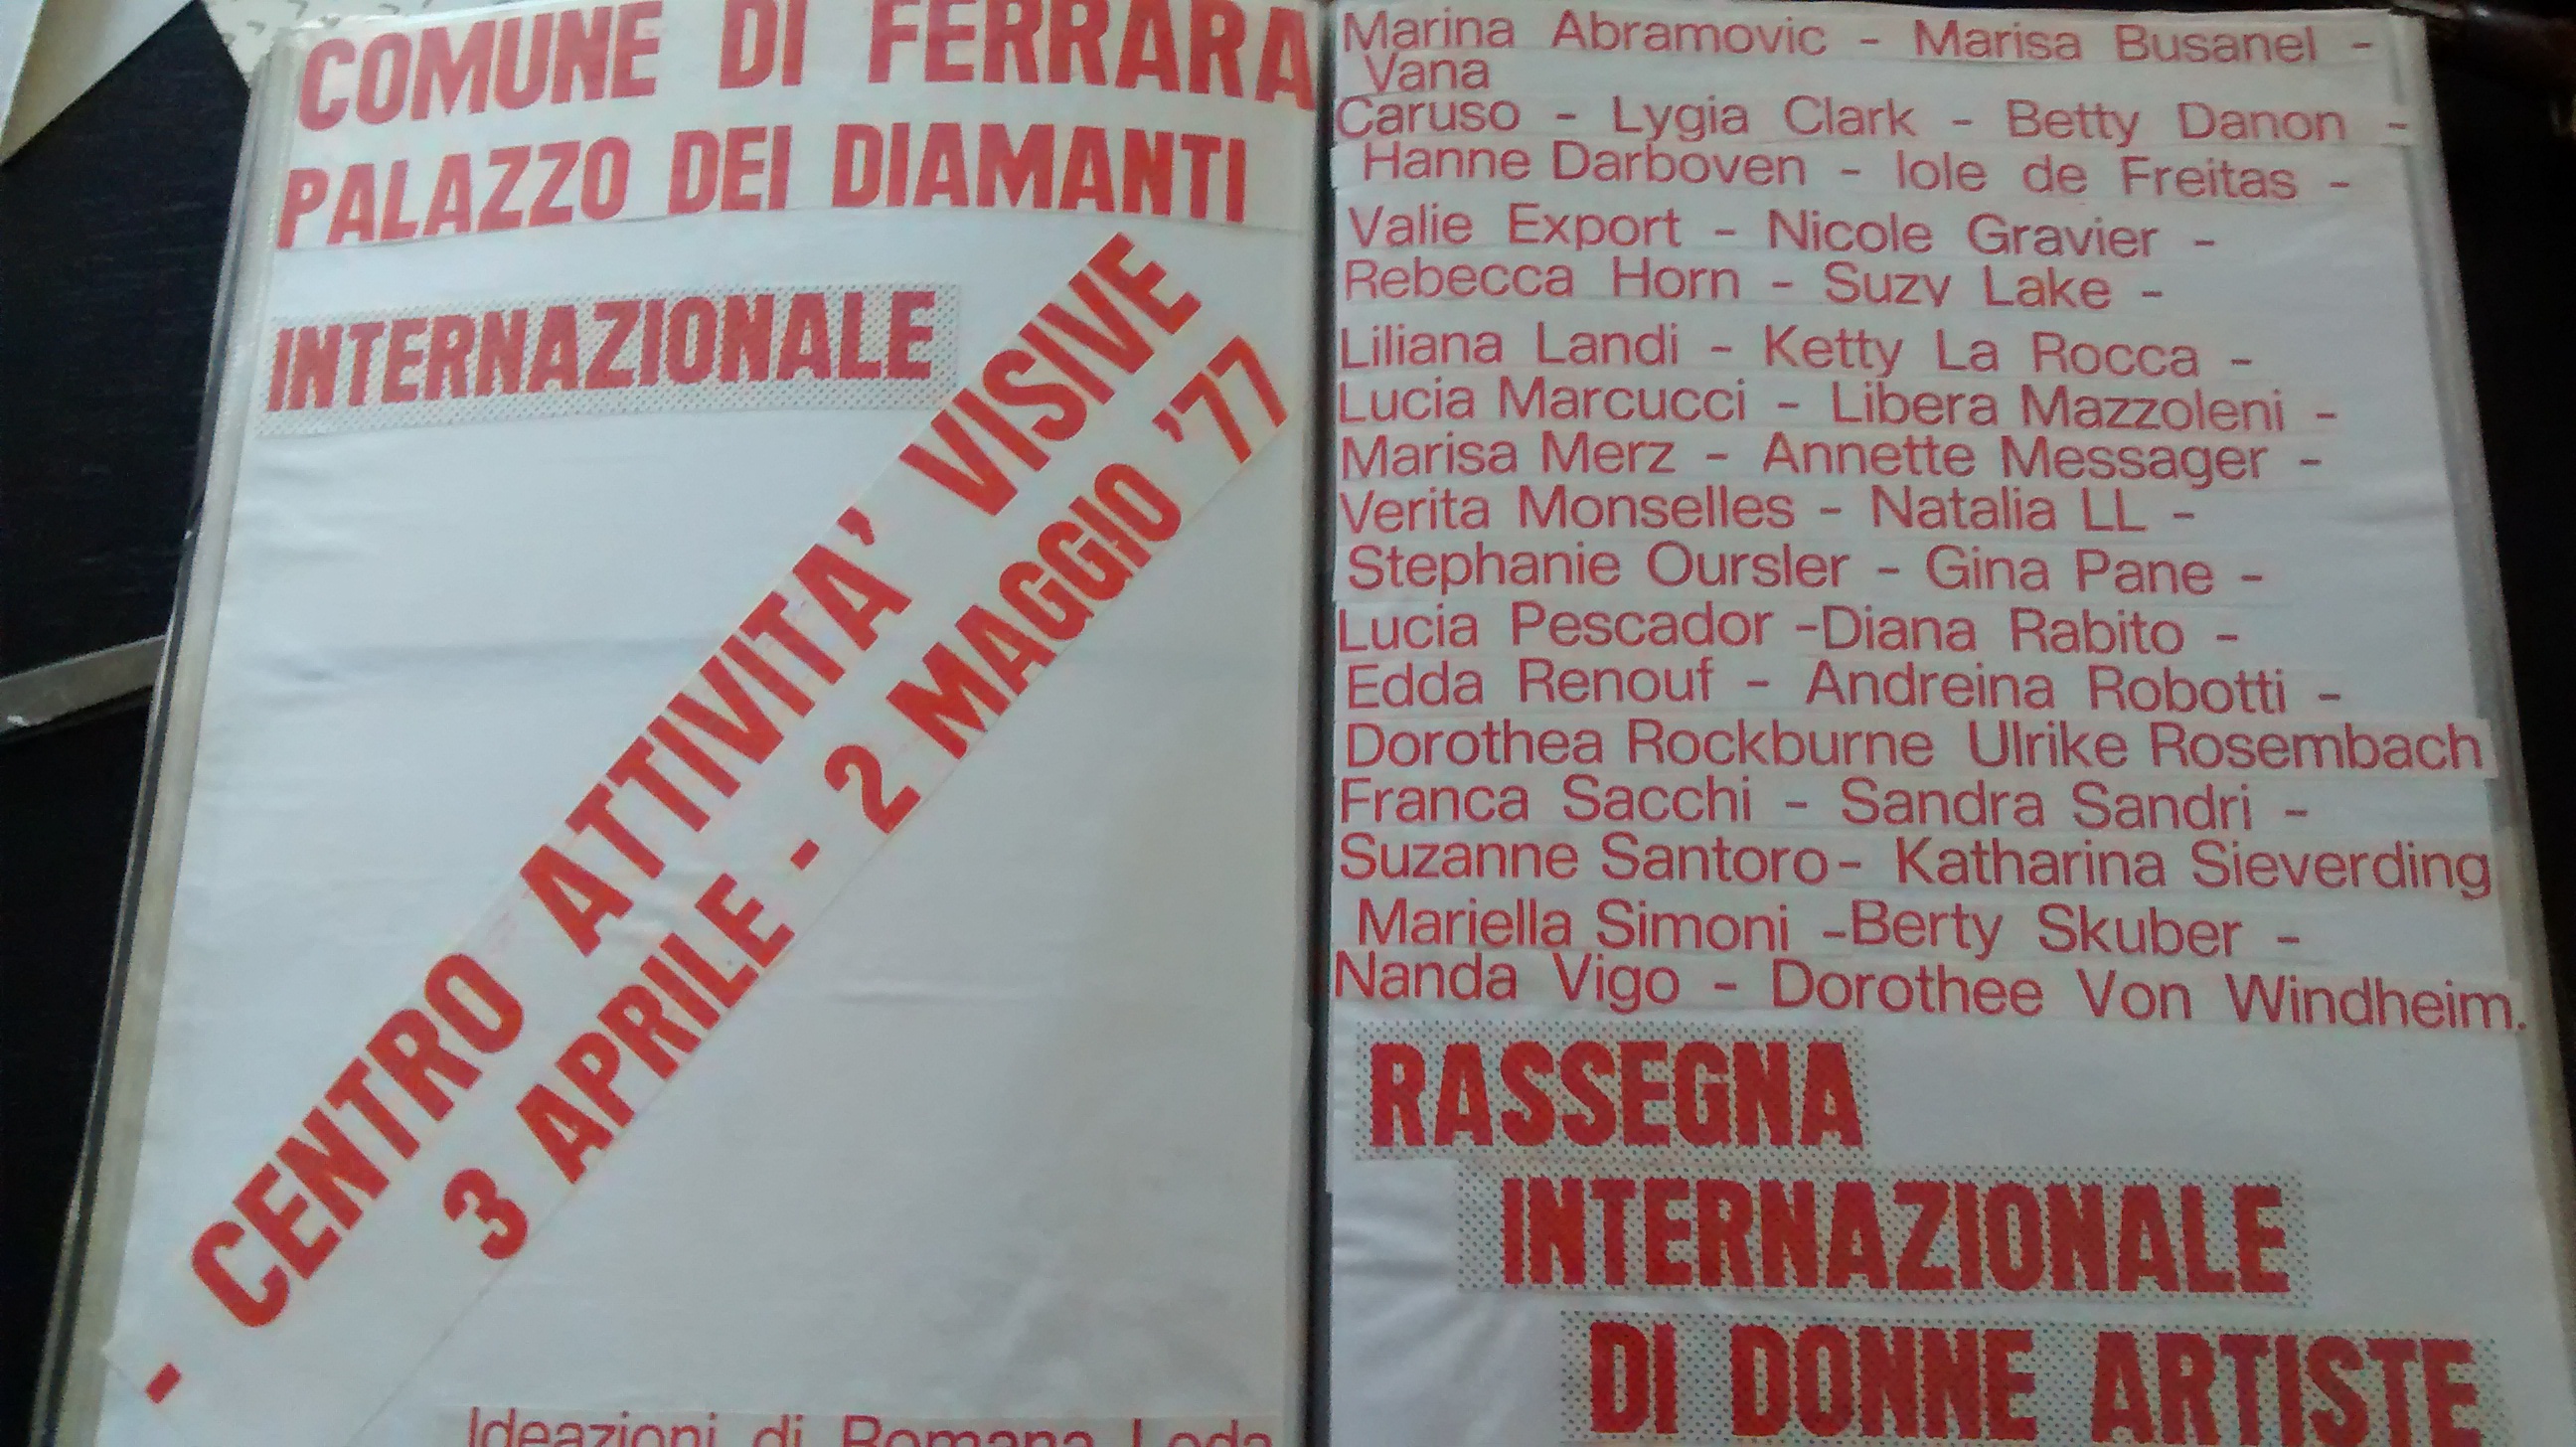 COMUNE DI FERRARA
PALAZZO DEI DIAMANTI
INTERNAZIONALE
- CENTRO ATTIVITA' VISIVE
3 APRILE - 2 MAGGIO '77
Ideazioni di Romana Loda
Marina Abramovic - Marisa Busanel -
Vana
Caruso - Lygia Clark - Betty Danon -
Hanne Darboven - Iole de Freitas -
Valie Export - Nicole Gravier -
Rebecca Horn - Suzy Lake -
Liliana Landi - Ketty La Rocca -
Lucia Marcucci - Libera Mazzoleni -
Marisa Merz - Annette Messager -
Verita Monselles - Natalia LL -
Stephanie Oursler - Gina Pane -
Lucia Pescador -Diana Rabito -
Edda Renouf - Andreina Robotti -
Dorothea Rockburne Ulrike Rosembach
Franca Sacchi - Sandra Sandri -
Suzanne Santoro- Katharina Sieverding
Mariella Simoni -Berty Skuber -
Nanda Vigo - Dorothee Von Windheim.
RASSEGNA
INTERNAZIONALE
DI DONNE ARTISTE